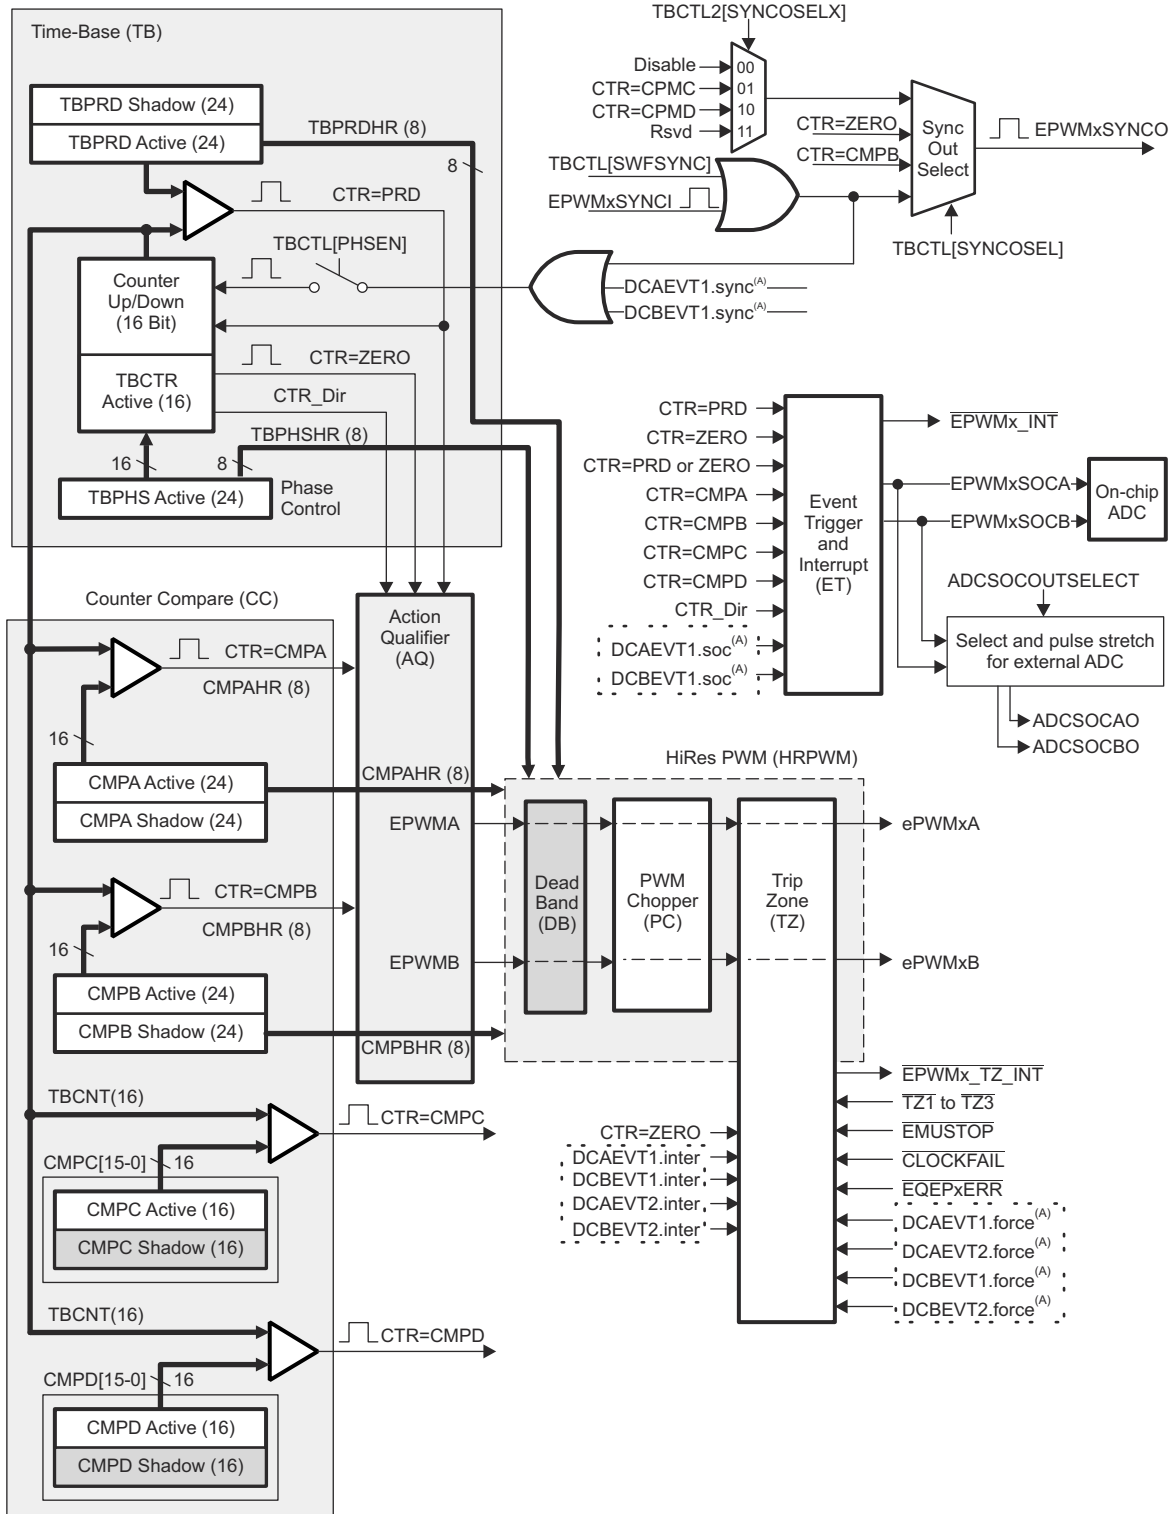 TBCTL2[SYNCOSELX]
Time-Base (TB)
Disable
00
CTR=CPMC
01
CTR=CPMD
10
Rsvd
11
TBPRD Shadow (24)
TBPRD Active (24)
TBPRDHR (8)
8
CTR=ZERO
CTR=CMPB
Sync
Out
Select
EPWMxSYNCO
TBCTL[SWFSYNC]
EPWMxSYNCI
TBCTL[SYNCOSEL]
CTR=PRD
TBCTL[PHSEN]
Counter
Up/Down
(16 Bit)
DCAEVT1.sync(A)
DCBEVT1.sync(A)
CTR=ZERO
TBCTR
Active (16)
CTR_Dir
TBPHSHR (8)
16
8
TBPHS Active (24)
Phase
Control
CTR=PRD
CTR=ZERO
CTR=PRD or ZERO
CTR=CMPA
CTR=CMPB
CTR=CMPC
CTR=CMPD
CTR_Dir
DCAEVT1.soc(A)
DCBEVT1.soc(A)
Event
Trigger
and
Interrupt
(ET)
EPWMx_INT
EPWMxSOCA
EPWMxSOCB
On-chip
ADC
ADCSOCOUTSELECT
Select and pulse stretch
for external ADC
ADCSOCAO
ADCSOCBO
Counter Compare (CC)
Action
Qualifier
(AQ)
CTR=CMPA
CMPAHR (8)
16
CMPA Active (24)
CMPA Shadow (24)
CMPAHR (8)
HiRes PWM (HRPWM)
EPWMA
ePWMxA
CTR=CMPB
CMPBHR (8)
16
Dead
Band
(DB)
PWM
Chopper
(PC)
Trip
Zone
(TZ)
EPWMB
ePWMxB
CMPB Active (24)
CMPB Shadow (24)
CMPBHR (8)
TBCNT(16)
CTR=CMPC
CMPC[15-0]
16
CMPC Active (16)
CMPC Shadow (16)
EPWMx_TZ_INT
TZ1 to TZ3
EMUSTOP
CLOCKFAIL
EQEPxERR
DCAEVT1.force(A)
DCAEVT2.force(A)
DCBEVT1.force(A)
DCBEVT2.force(A)
CTR=ZERO
DCAEVT1.inter
DCBEVT1.inter
DCAEVT2.inter
DCBEVT2.inter
TBCNT(16)
CTR=CMPD
CMPD[15-0]
16
CMPD Active (16)
CMPD Shadow (16)